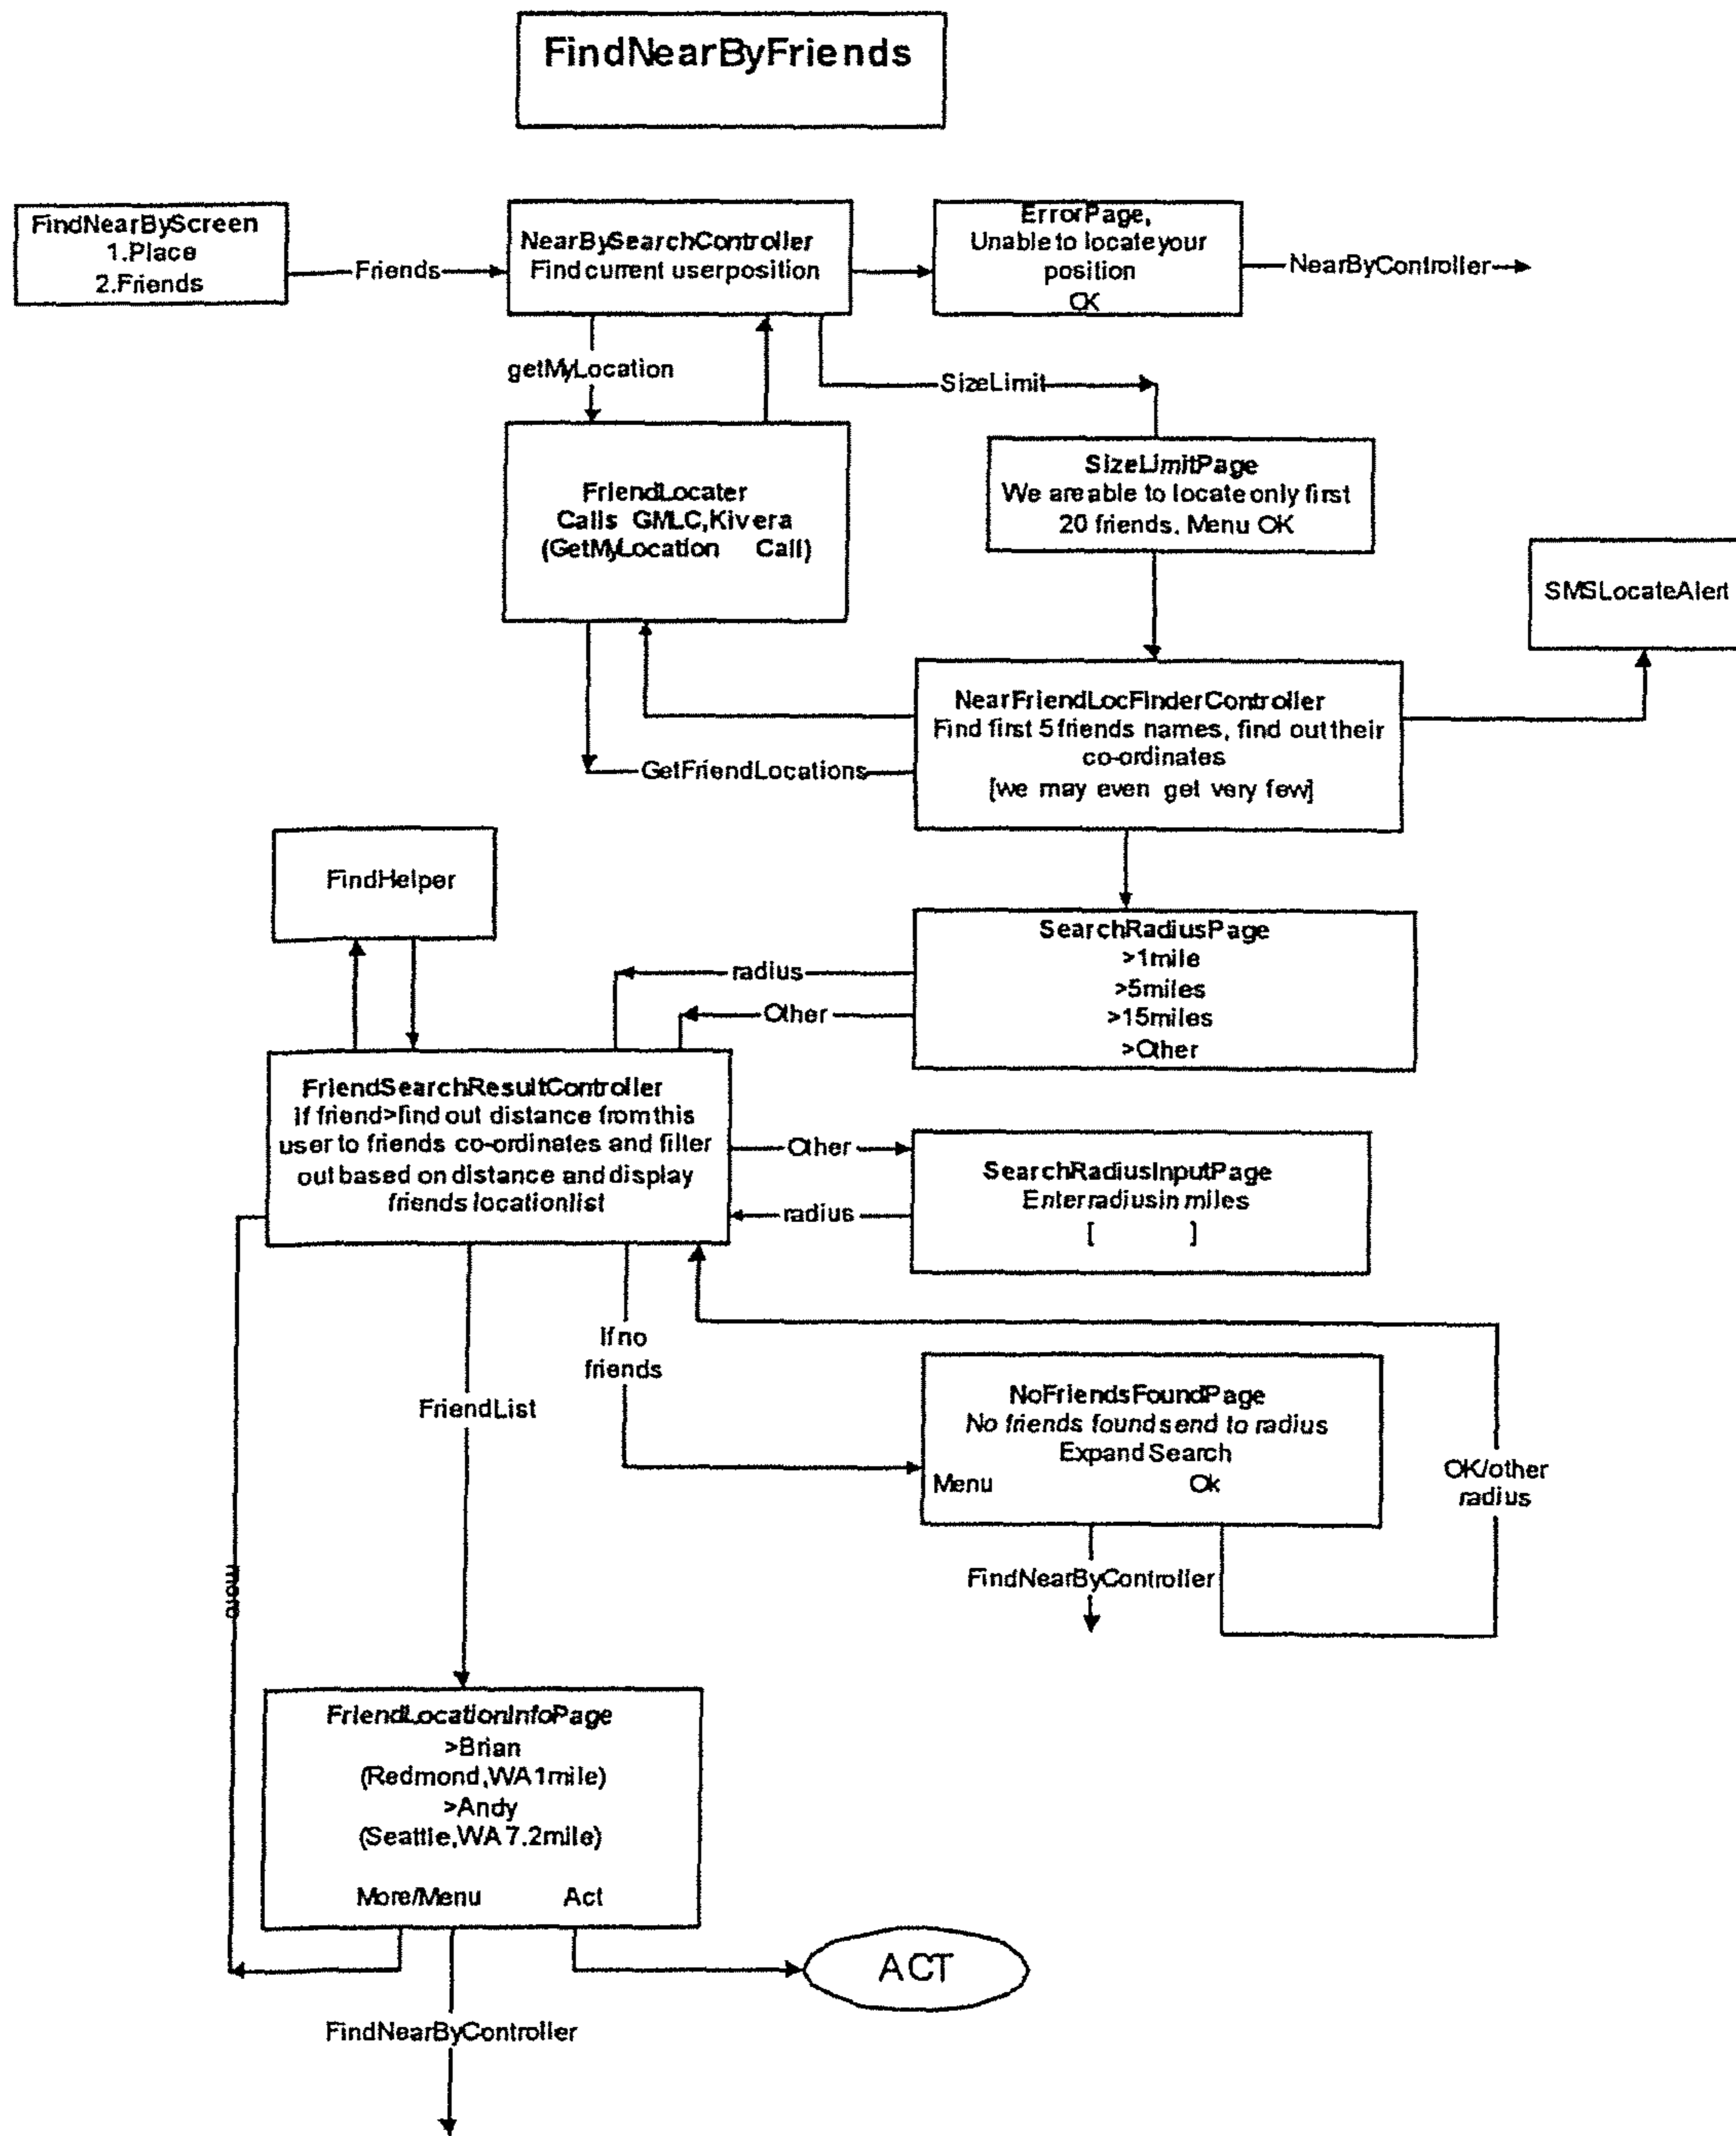 FindNearByFriends
FindNearByScreen
1.Place
2.Friends
Friends
NearBySearchController
Find current user position
ErrorPage,
Unable to locate your
position
OK
NearByController
getMyLocation
SizeLimit
FriendLocater
Calls GMLC,Kivera
(GetMyLocation Call)
SizeLimitPage
We are able to locate only first
20 friends. Menu OK
SMSLocateAlert
NearFriendLocFinderController
Find first 5 friends names, find out their
co-ordinates
[we may even get very few]
GetFriendLocations
FindHelper
SearchRadiusPage
>1mile
>5miles
>15miles
>Other
radius
Other
FriendSearchResultController
If friend>find out distance from this
user to friends co-ordinates and filter
out based on distance and display
friends locationlist
Other
radius
SearchRadiusInputPage
Enter radius in miles
[ ]
If no
friends
FriendList
NoFriendsFoundPage
No friends found send to radius
Expand Search
Menu Ok
OK/other
radius
FindNearByController
more
FriendLocationInfoPage
>Brian
(Redmond,WA 1mile)
>Andy
(Seattle,WA 7.2mile)
More/Menu Act
ACT
FindNearByController